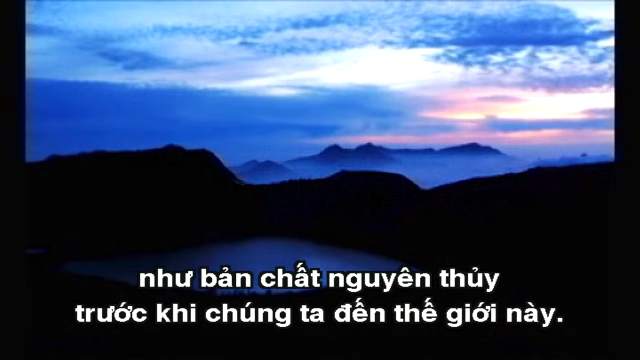 như bản chất nguyên thủy
trước khi chúng ta đến thế giới này.